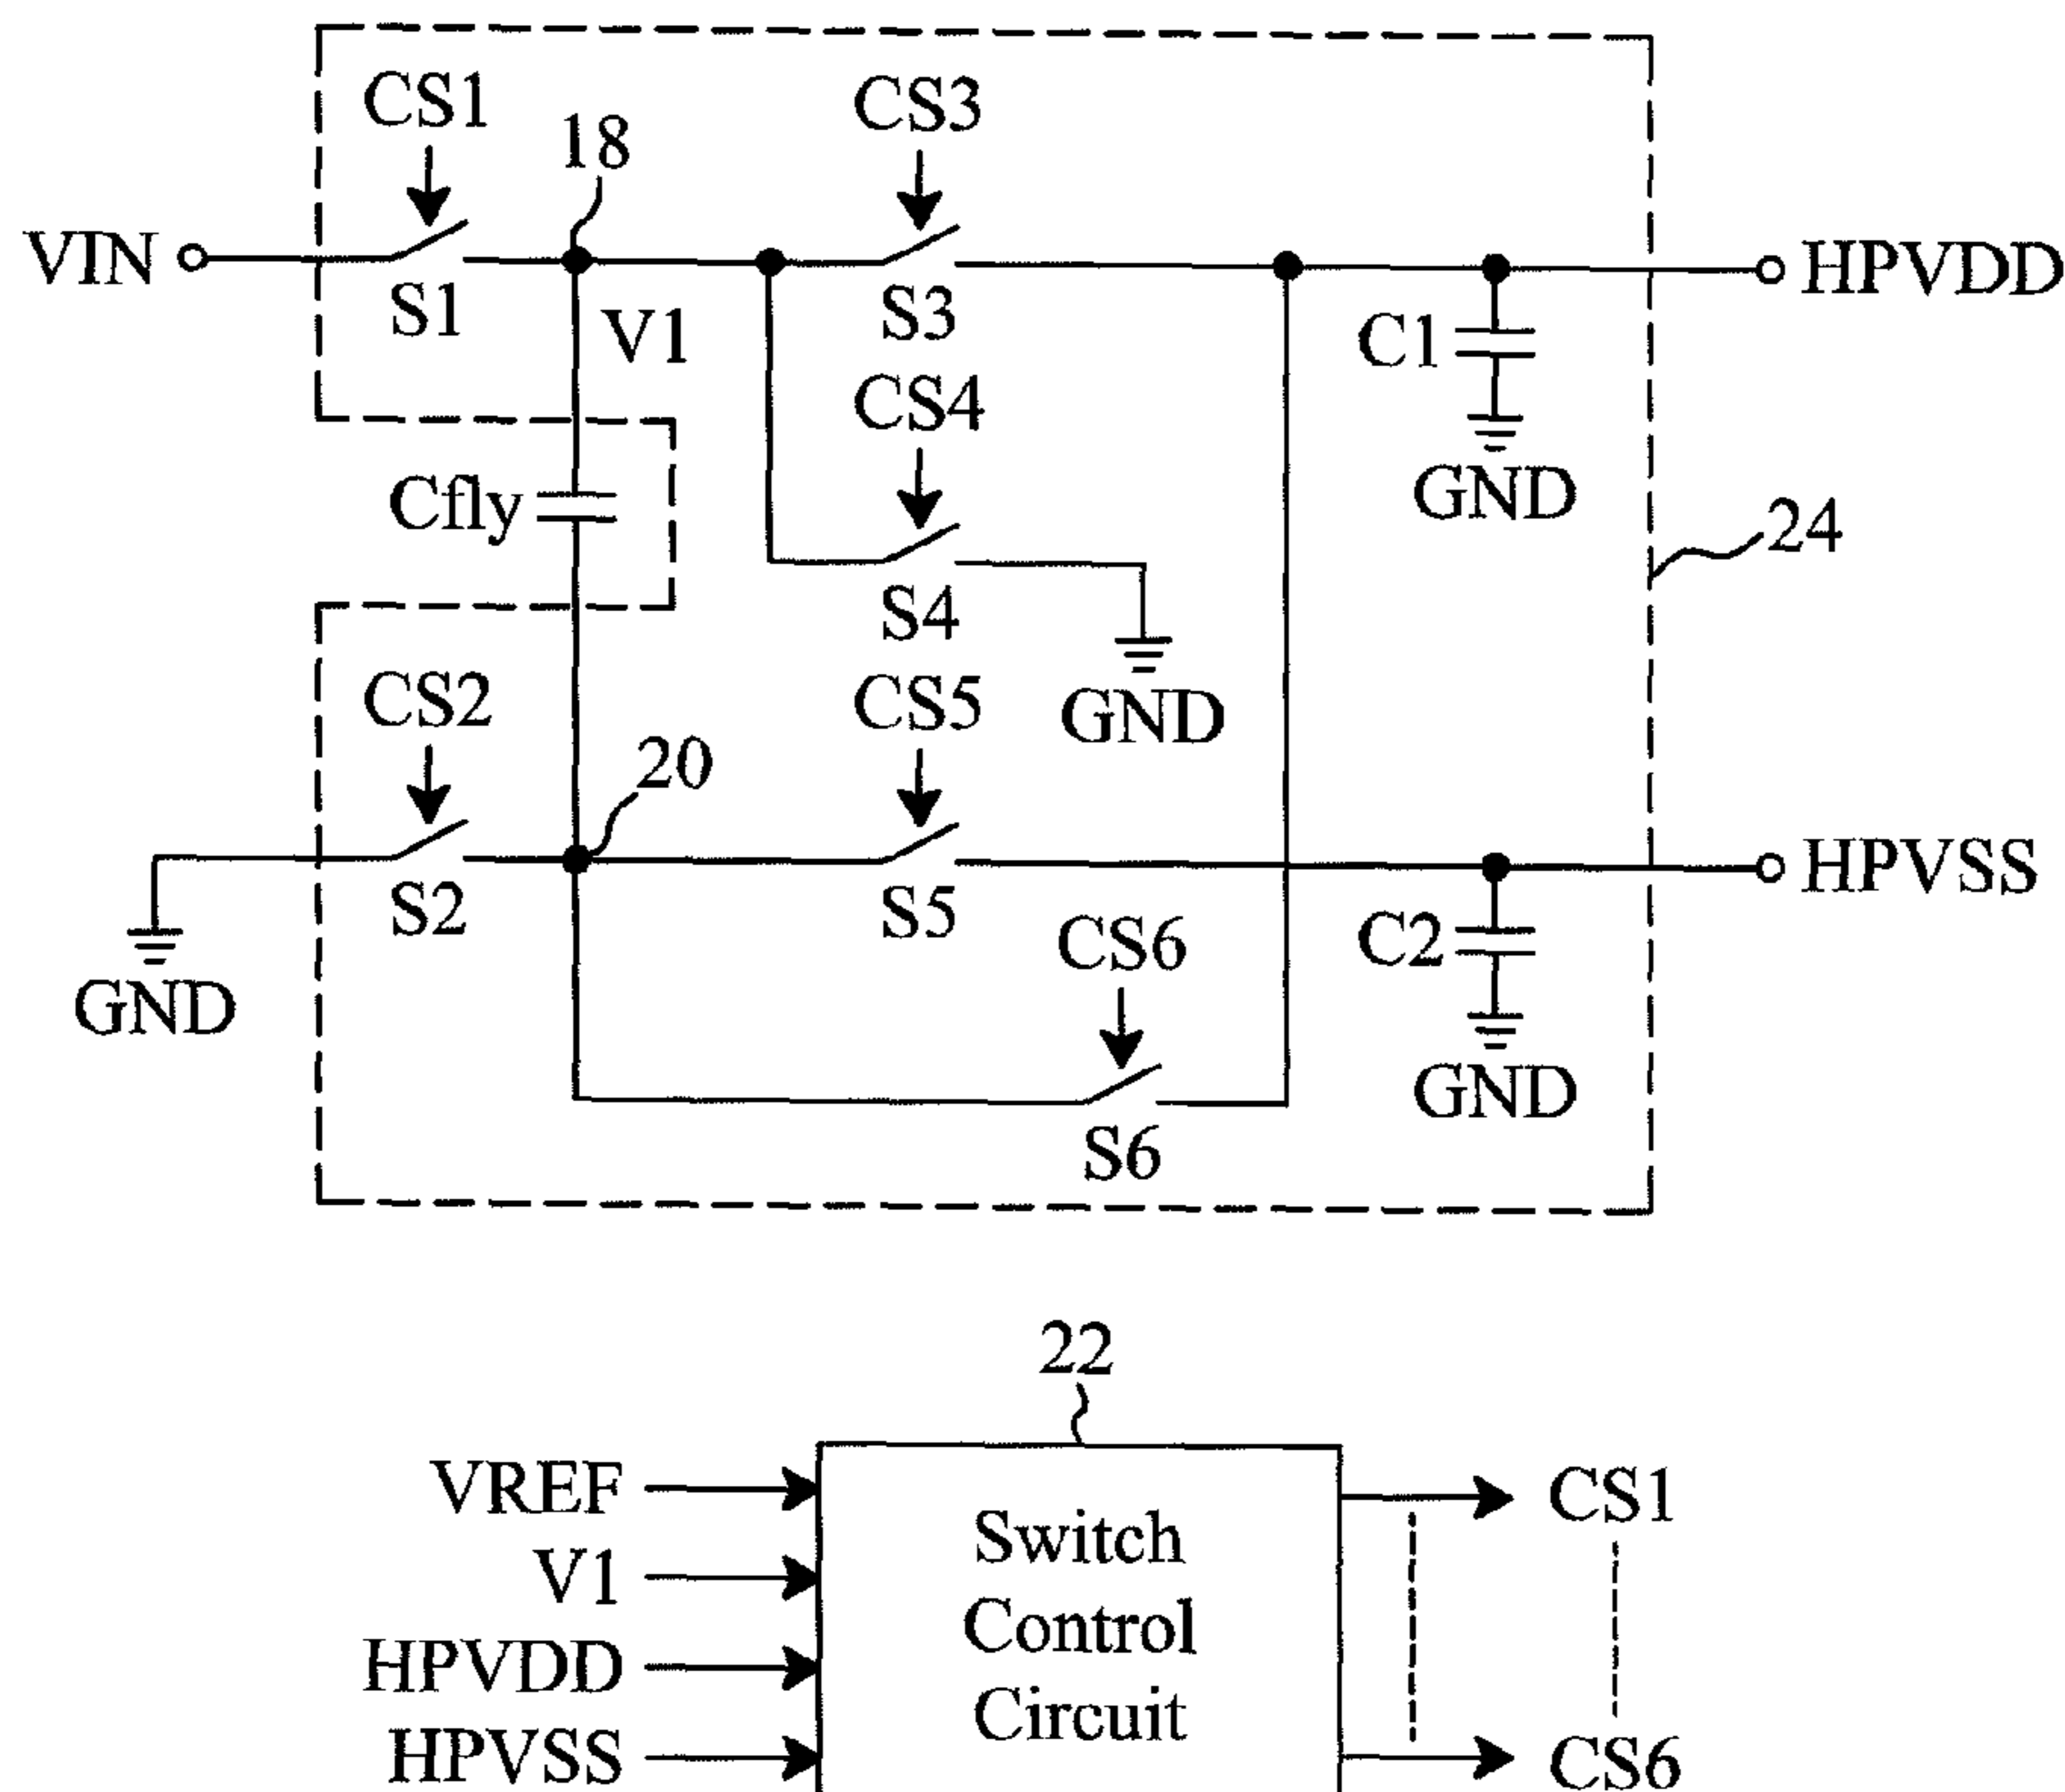 CS1
CS3
18
VIN
HPVDD
S1
S3
V1
C1
CS4
Cfly
GND
24
S4
CS2
CS5
GND
20
HPVSS
S2
S5
CS6
C2
GND
GND
S6
22
VREF
CS1
Switch
V1
Control
HPVDD
Circuit
HPVSS
CS6